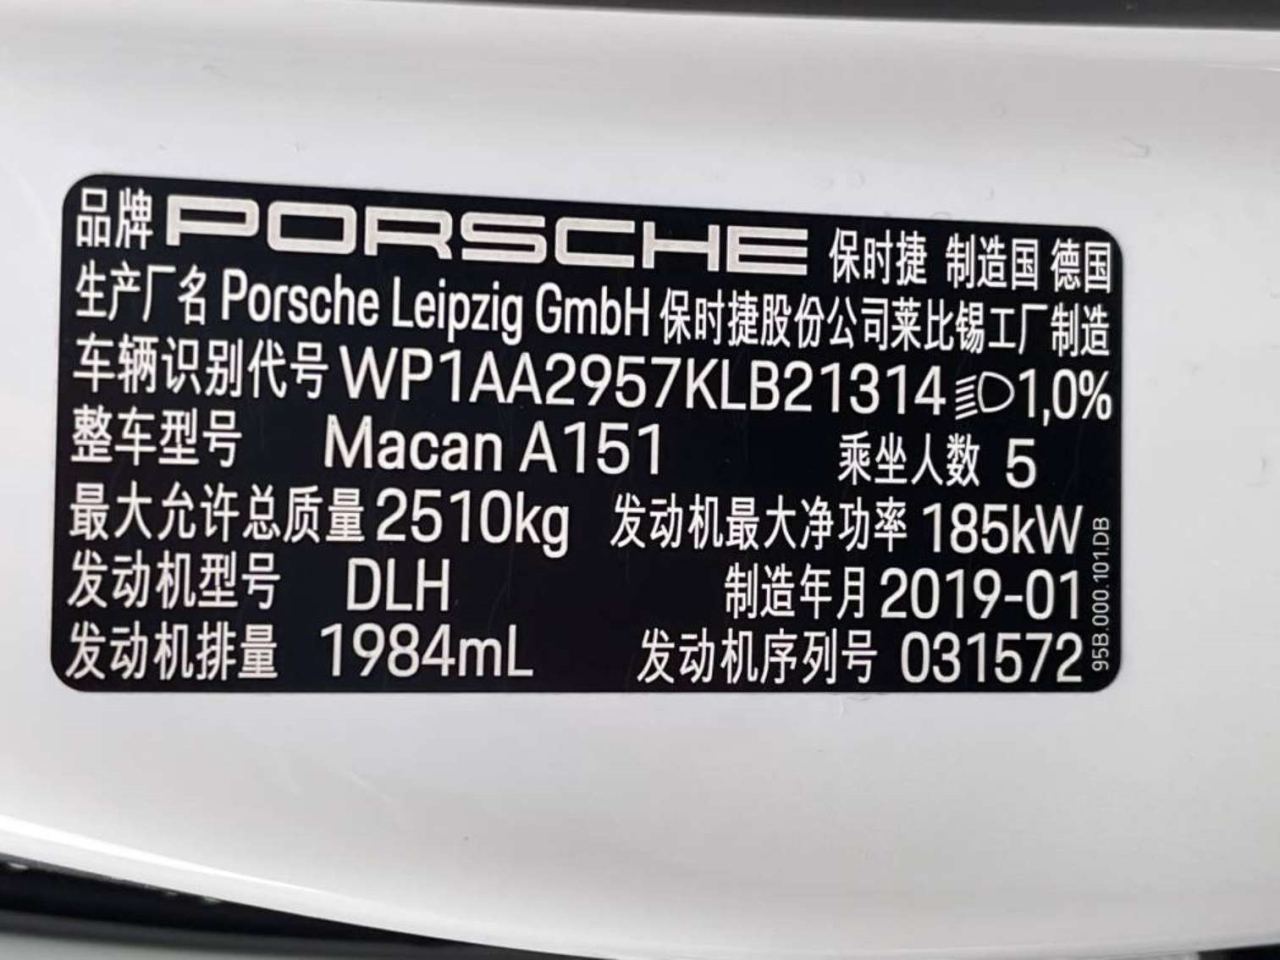 品牌 PORSCHE 保时捷 制造国 德国
生产厂名 Porsche Leipzig GmbH 保时捷股份公司莱比锡工厂制造
车辆识别代号 WP1AA2957KLB21314 1,0%
整车型号 Macan A151 乘坐人数 5
最大允许总质量 2510kg 发动机最大净功率 185kW
发动机型号 DLH 制造年月 2019-01
发动机排量 1984mL 发动机序列号 031572
95B.000.101.DB